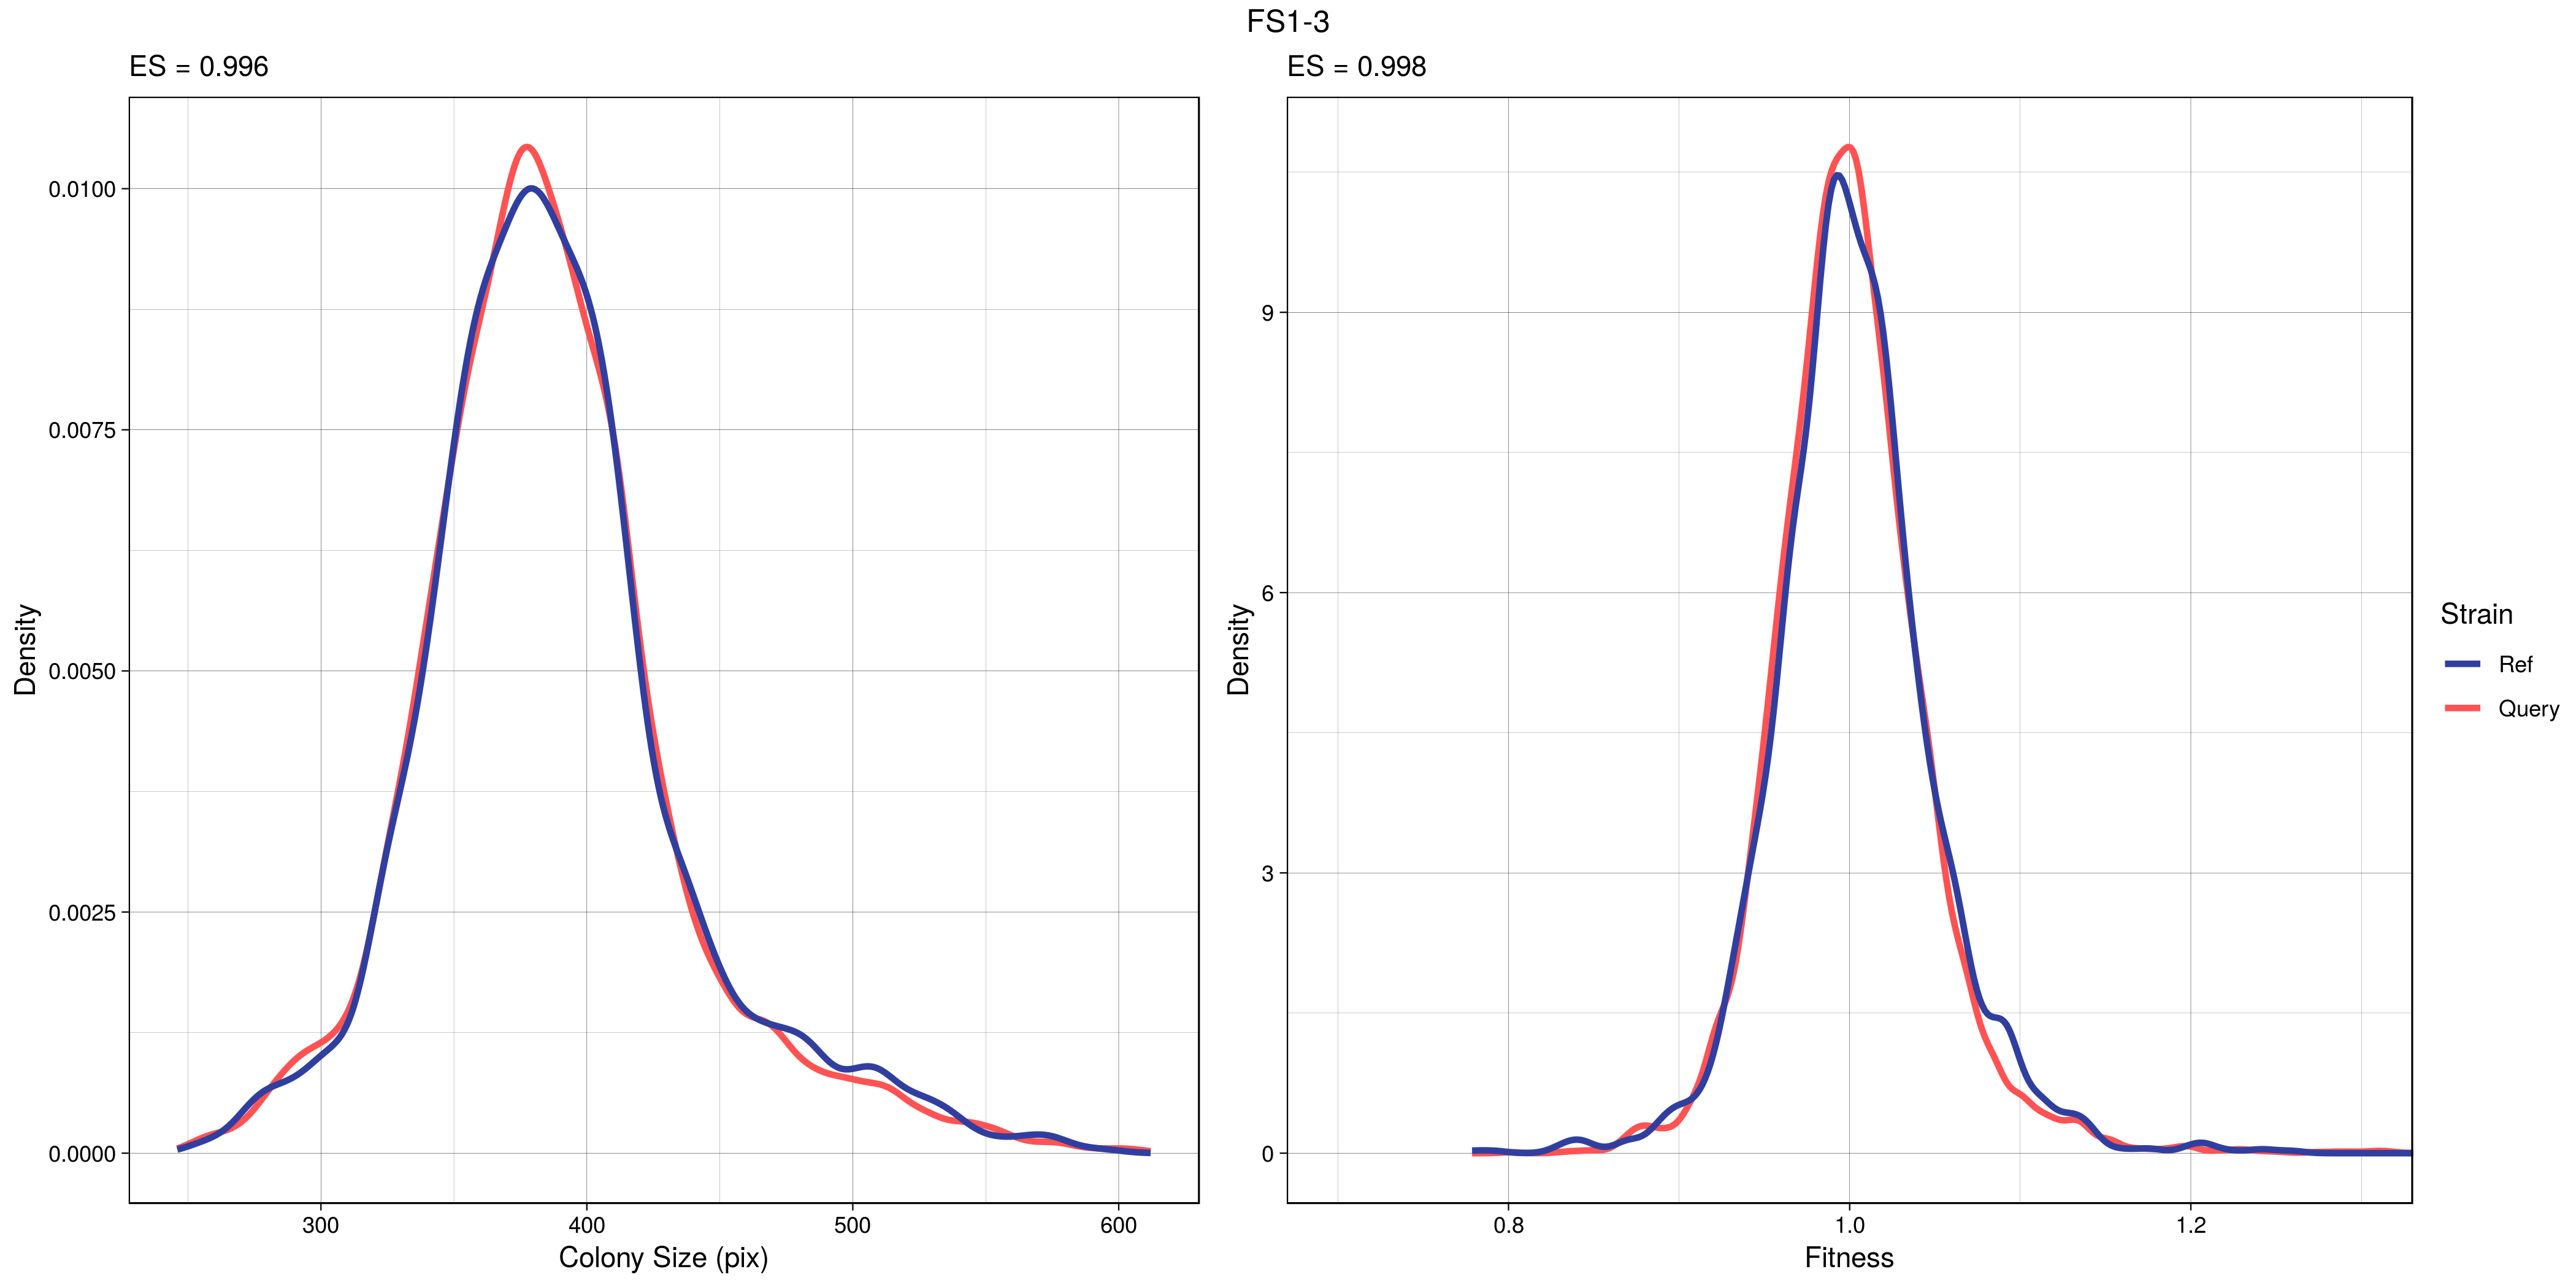 FS1-3
ES = 0.996
Density
0.0100
0.0075
0.0050
0.0025
0.0000
300 400 500 600
Colony Size (pix)
ES = 0.998
Density
9
6
3
0
0.8 1.0 1.2
Fitness
Strain
Ref
Query